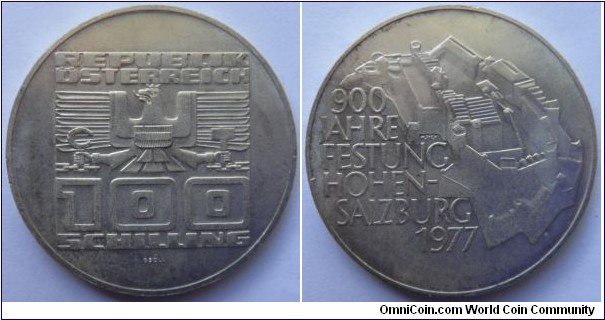 REPUBLIK
ÖSTERREICH
100
SCHILLING
900
JAHRE
FESTUNG
HOHEN-
SALZBURG
1977
OmniCoin.com World Coin Community